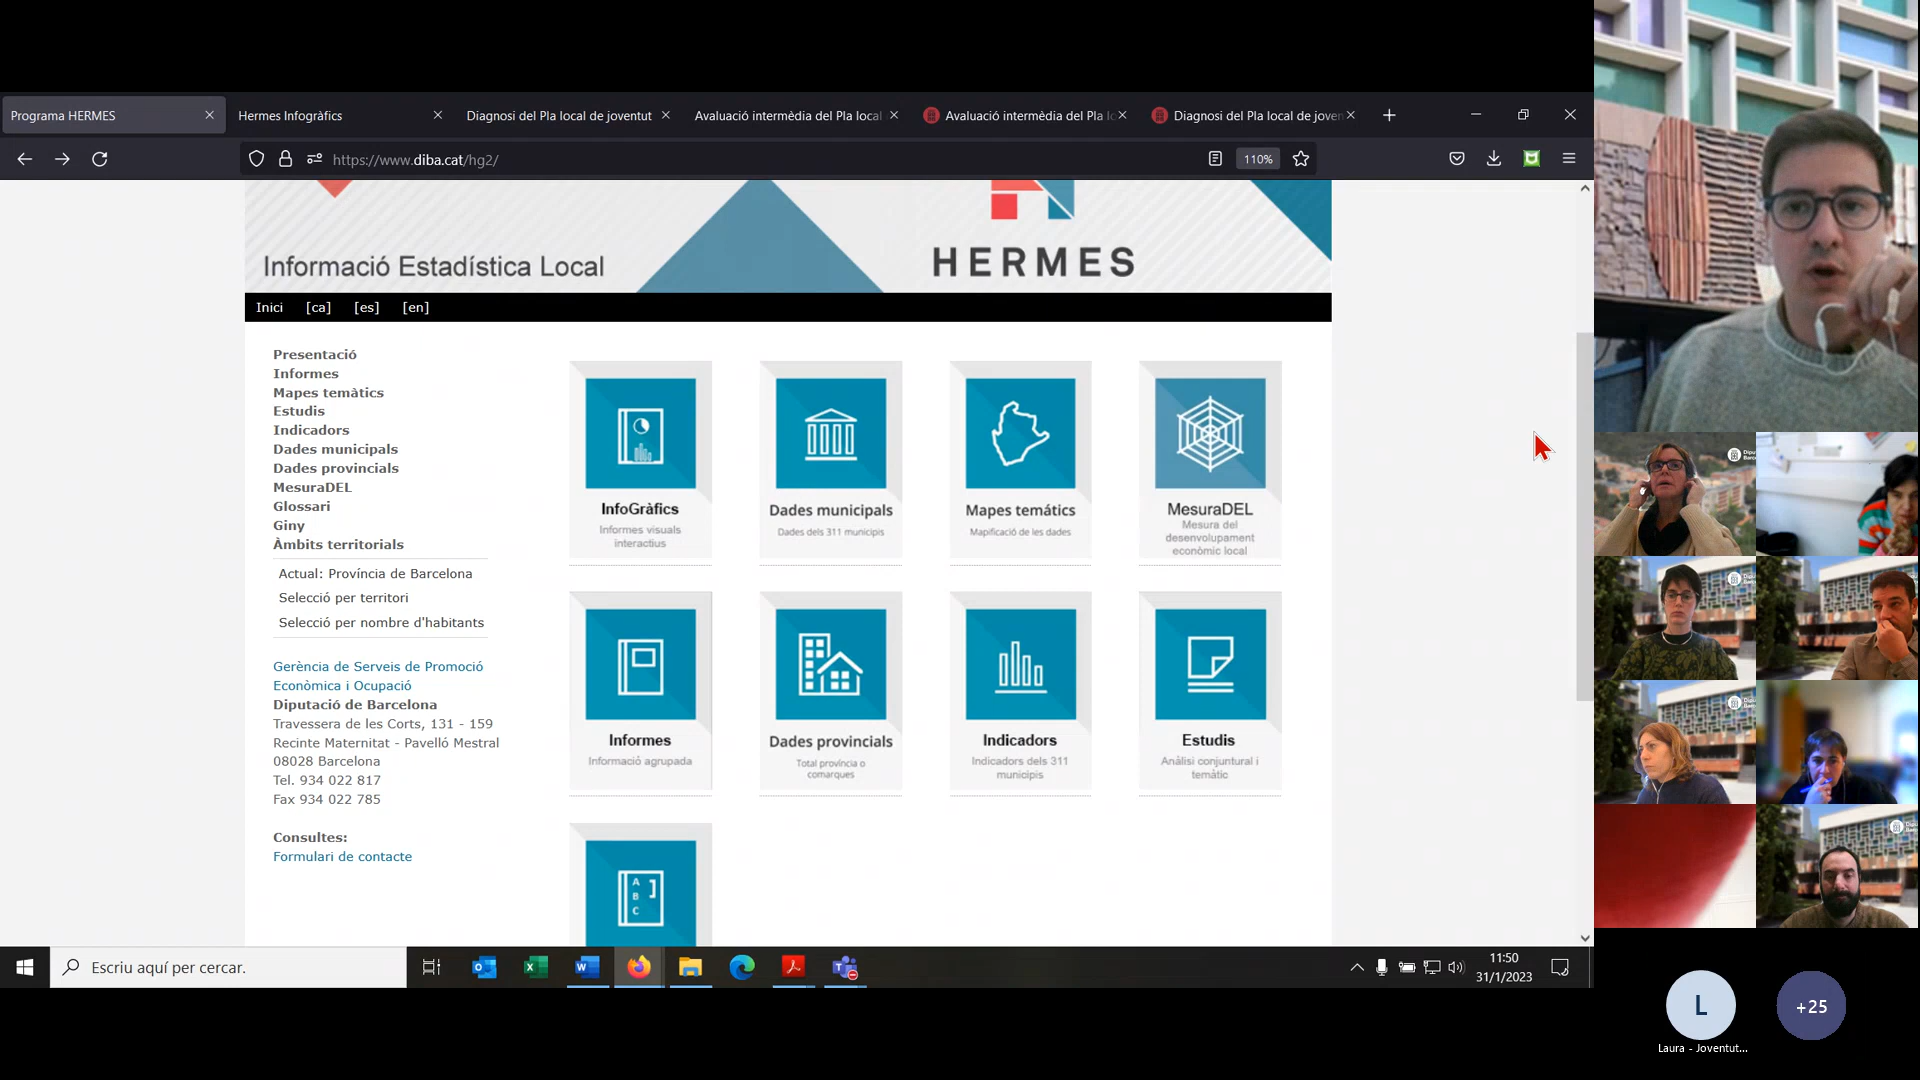 Programa HERMES
Hermes Infogràfics
Diagnosi del Pla local de joventut
Avaluació intermèdia del Pla local
Avaluació intermèdia del Pla lo
Diagnosi del Pla local de joven
https://www.diba.cat/hg2/
110%
Informació Estadística Local
HERMES
Inici [ca] [es] [en]
Presentació
Informes
Mapes temàtics
Estudis
Indicadors
Dades municipals
Dades provincials
MesuraDEL
Glossari
Giny
Àmbits territorials
Actual: Província de Barcelona
Selecció per territori
Selecció per nombre d'habitants
Gerència de Serveis de Promoció
Econòmica i Ocupació
Diputació de Barcelona
Travessera de les Corts, 131 - 159
Recinte Maternitat - Pavelló Mestral
08028 Barcelona
Tel. 934 022 817
Fax 934 022 785
Consultes:
Formulari de contacte
InfoGràfics
Informes visuals
interactius
Dades municipals
Dades dels 311 municipis
Mapes temátics
Mapificació de les dades
MesuraDEL
Mesura del
desenvolupament
econòmic local
Informes
Informació agrupada
Dades provincials
Total província o
comarques
Indicadors
Indicadors dels 311
municipis
Estudis
Anàlisi conjuntural i
temàtic
A
B
C
Escriu aquí per cercar.
11:50
31/1/2023
L
Laura - Joventut...
+25